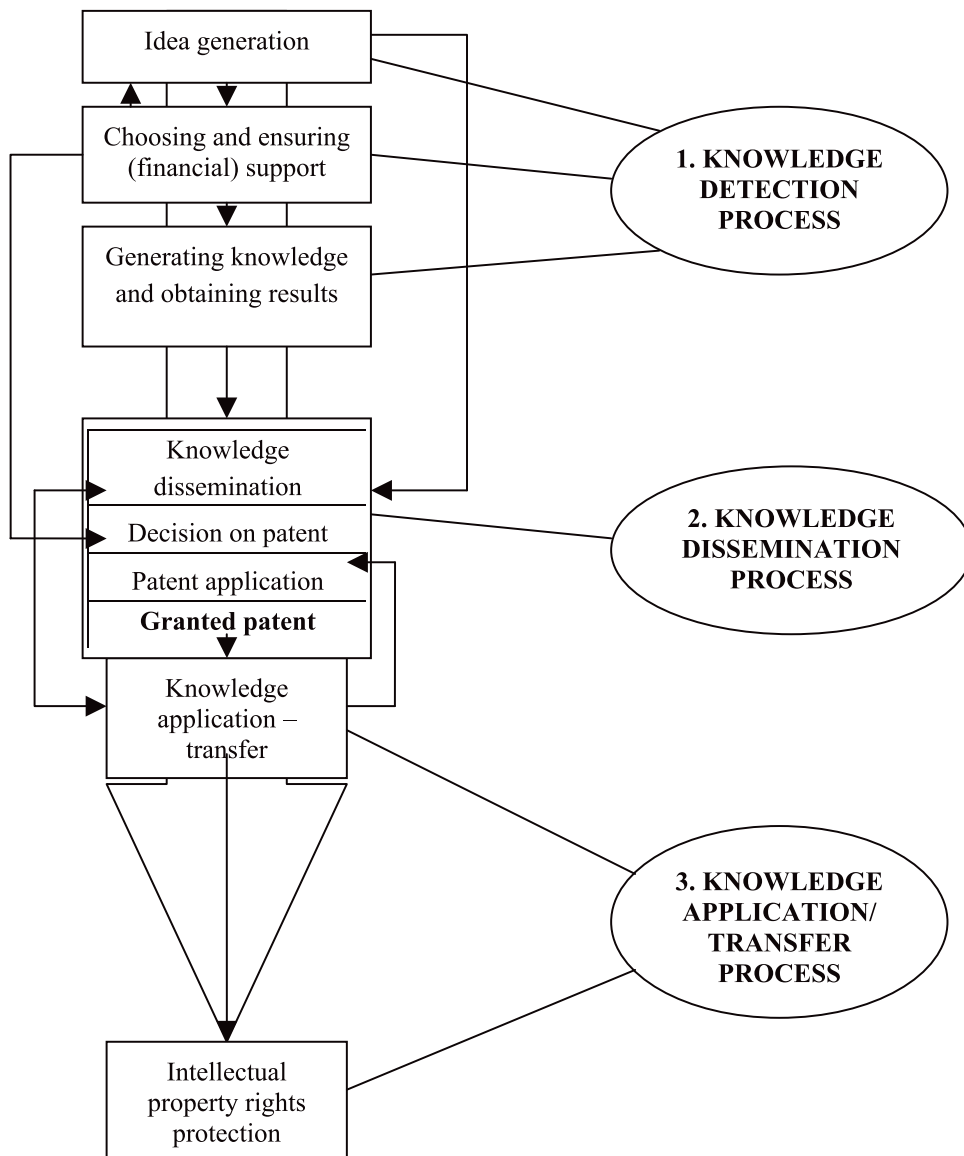 Idea generation
Choosing and ensuring
(financial) support
Generating knowledge
and obtaining results
Knowledge
dissemination
Decision on patent
Patent application
Granted patent
Knowledge
application –
transfer
Intellectual
property rights
protection
1. KNOWLEDGE
DETECTION
PROCESS
2. KNOWLEDGE
DISSEMINATION
PROCESS
3. KNOWLEDGE
APPLICATION/
TRANSFER
PROCESS